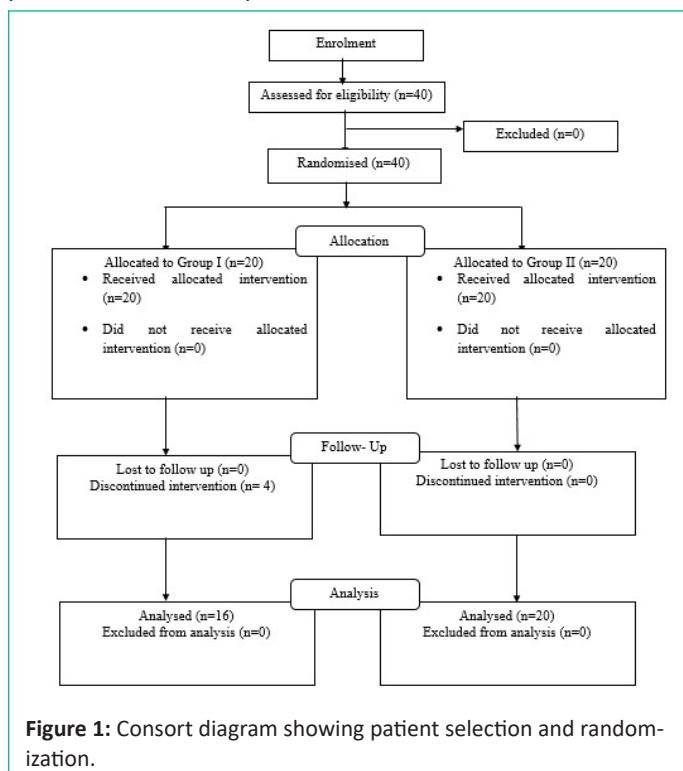 Enrolment
Assessed for eligibility (n=40)
Excluded (n=0)
Randomised (n=40)
Allocation
Allocated to Group I (n=20)
• Received allocated intervention
(n=20)
• Did not receive allocated
intervention (n=0)
Allocated to Group II (n=20)
• Received allocated intervention
(n=20)
• Did not receive allocated
intervention (n=0)
Follow- Up
Lost to follow up (n=0)
Discontinued intervention (n= 4)
Lost to follow up (n=0)
Discontinued intervention (n=0)
Analysis
Analysed (n=16)
Excluded from analysis (n=0)
Analysed (n=20)
Excluded from analysis (n=0)
Figure 1: Consort diagram showing patient selection and random-
ization.